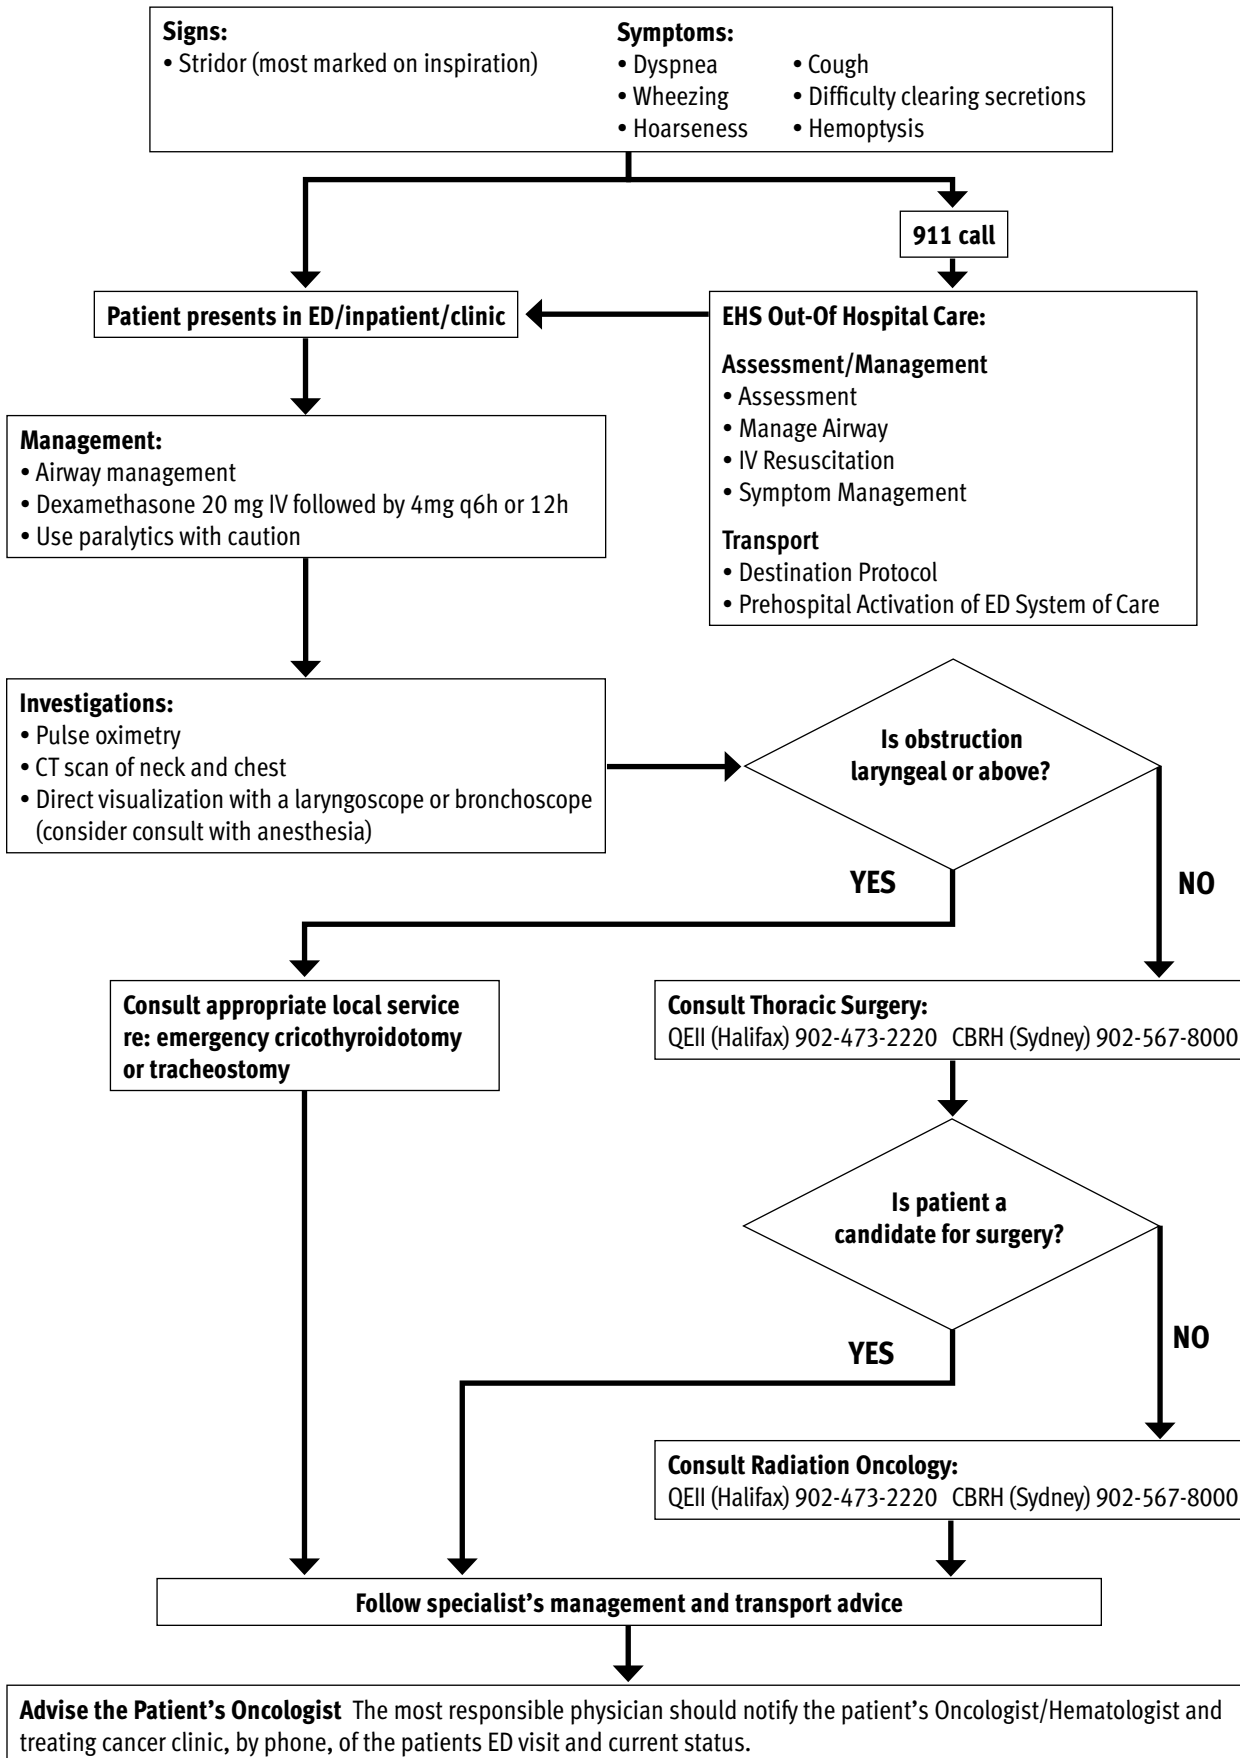 Signs:
• Stridor (most marked on inspiration)
Symptoms:
• Dyspnea
• Wheezing
• Hoarseness
• Cough
• Difficulty clearing secretions
• Hemoptysis
911 call
Patient presents in ED/inpatient/clinic
EHS Out-Of Hospital Care:
Assessment/Management
• Assessment
• Manage Airway
• IV Resuscitation
• Symptom Management
Transport
• Destination Protocol
• Prehospital Activation of ED System of Care
Management:
• Airway management
• Dexamethasone 20 mg IV followed by 4mg q6h or 12h
• Use paralytics with caution
Investigations:
• Pulse oximetry
• CT scan of neck and chest
• Direct visualization with a laryngoscope or bronchoscope
(consider consult with anesthesia)
Is obstruction
laryngeal or above?
YES
NO
Consult appropriate local service
re: emergency cricothyroidotomy
or tracheostomy
Consult Thoracic Surgery:
QEII (Halifax) 902-473-2220 CBRH (Sydney) 902-567-8000
Is patient a
candidate for surgery?
YES
NO
Consult Radiation Oncology:
QEII (Halifax) 902-473-2220 CBRH (Sydney) 902-567-8000
Follow specialist's management and transport advice
Advise the Patient's Oncologist The most responsible physician should notify the patient's Oncologist/Hematologist and
treating cancer clinic, by phone, of the patients ED visit and current status.